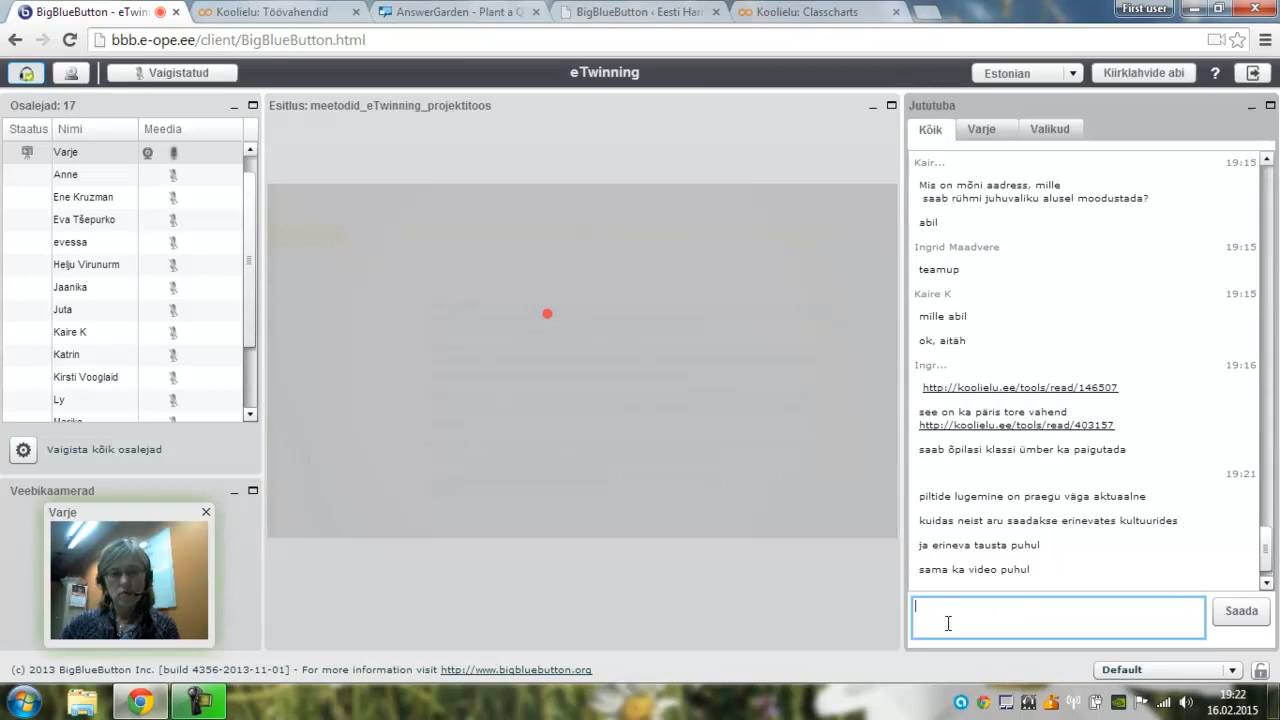 BigBlueButton - eTwinn
Koolielu: Töövahendid
AnswerGarden - Plant a Q
BigBlueButton ‹ Eesti Har
Koolielu: Classcharts
First user
bbb.e-ope.ee/client/BigBlueButton.html
Vaigistatud
eTwinning
Estonian
Kiirklahvide abi
?
Osalejad: 17
Esitlus: meetodid_eTwinning_projektitoos
Jututuba
Staatus Nimi Meedia
Kõik Varje Valikud
Varje
Anne
Ene Kruzman
Eva Tšepurko
evessa
Helju Virunurm
Jaanika
Juta
Kaire K
Katrin
Kirsti Vooglaid
Ly
Vaigista kõik osalejad
Veebikaamerad
Varje
Kair... 19:15
Mis on mõni aadress, mille
saab rühmi juhuvaliku alusel moodustada?
abil
Ingrid Maadvere 19:15
teamup
Kaire K 19:15
mille abil
ok, aitäh
Ingr... 19:16
http://koolielu.ee/tools/read/146507
see on ka päris tore vahend
http://koolielu.ee/tools/read/403157
saab õpilasi klassi ümber ka paigutada
19:21
piltide lugemine on praegu väga aktuaalne
kuidas neist aru saadakse erinevates kultuurides
ja erineva tausta puhul
sama ka video puhul
Saada
(c) 2013 BigBlueButton Inc. [build 4356-2013-11-01] - For more information visit http://www.bigbluebutton.org
Default
19:22
16.02.2015